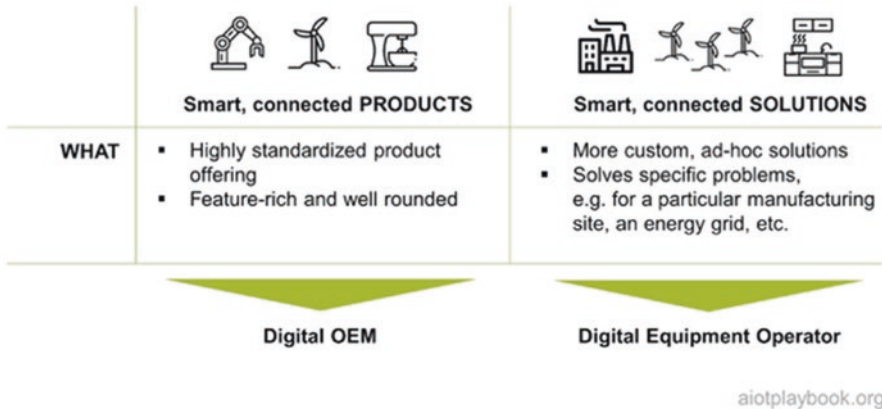 Smart, connected PRODUCTS
Smart, connected SOLUTIONS
WHAT
▪ Highly standardized product
offering
▪ Feature-rich and well rounded
▪ More custom, ad-hoc solutions
▪ Solves specific problems,
e.g. for a particular manufacturing
site, an energy grid, etc.
Digital OEM
Digital Equipment Operator
aiotplaybook.org